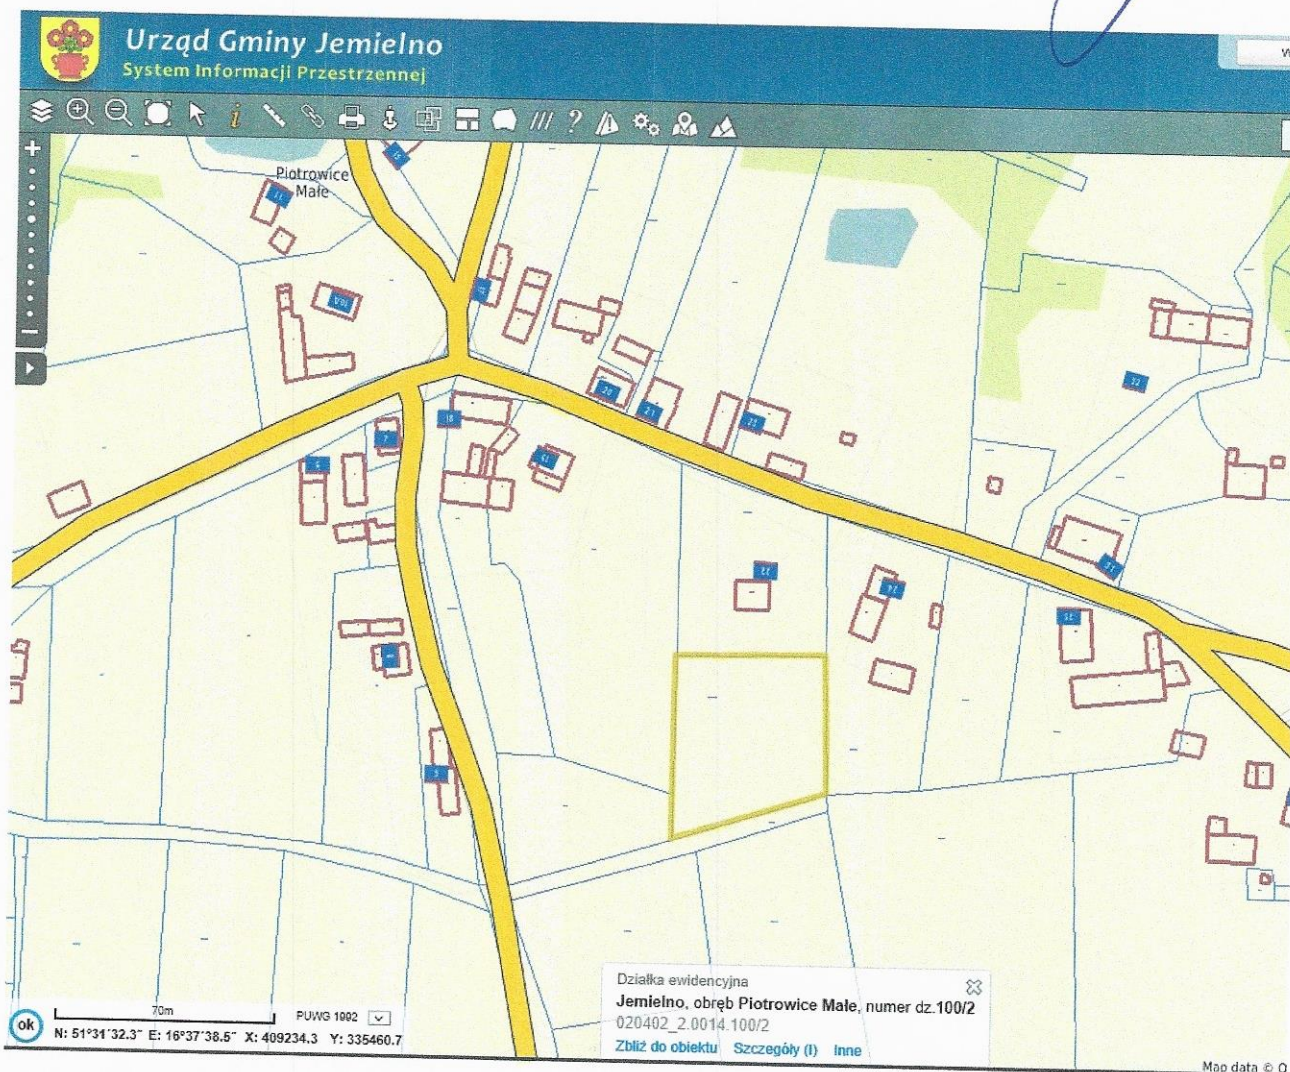 Urząd Gminy Jemielno
System Informacji Przestrzennej
Piotrowice
Małe
70m
PUWG 1992
ok
N: 51°31'32.3" E: 16°37'38.5" X: 409234.3 Y: 335460.7
Działka ewidencyjna
Jemielno, obręb Piotrowice Małe, numer dz.100/2
020402_2.0014.100/2
Zbliż do obiektu Szczegóły (I) Inne
Map data ©